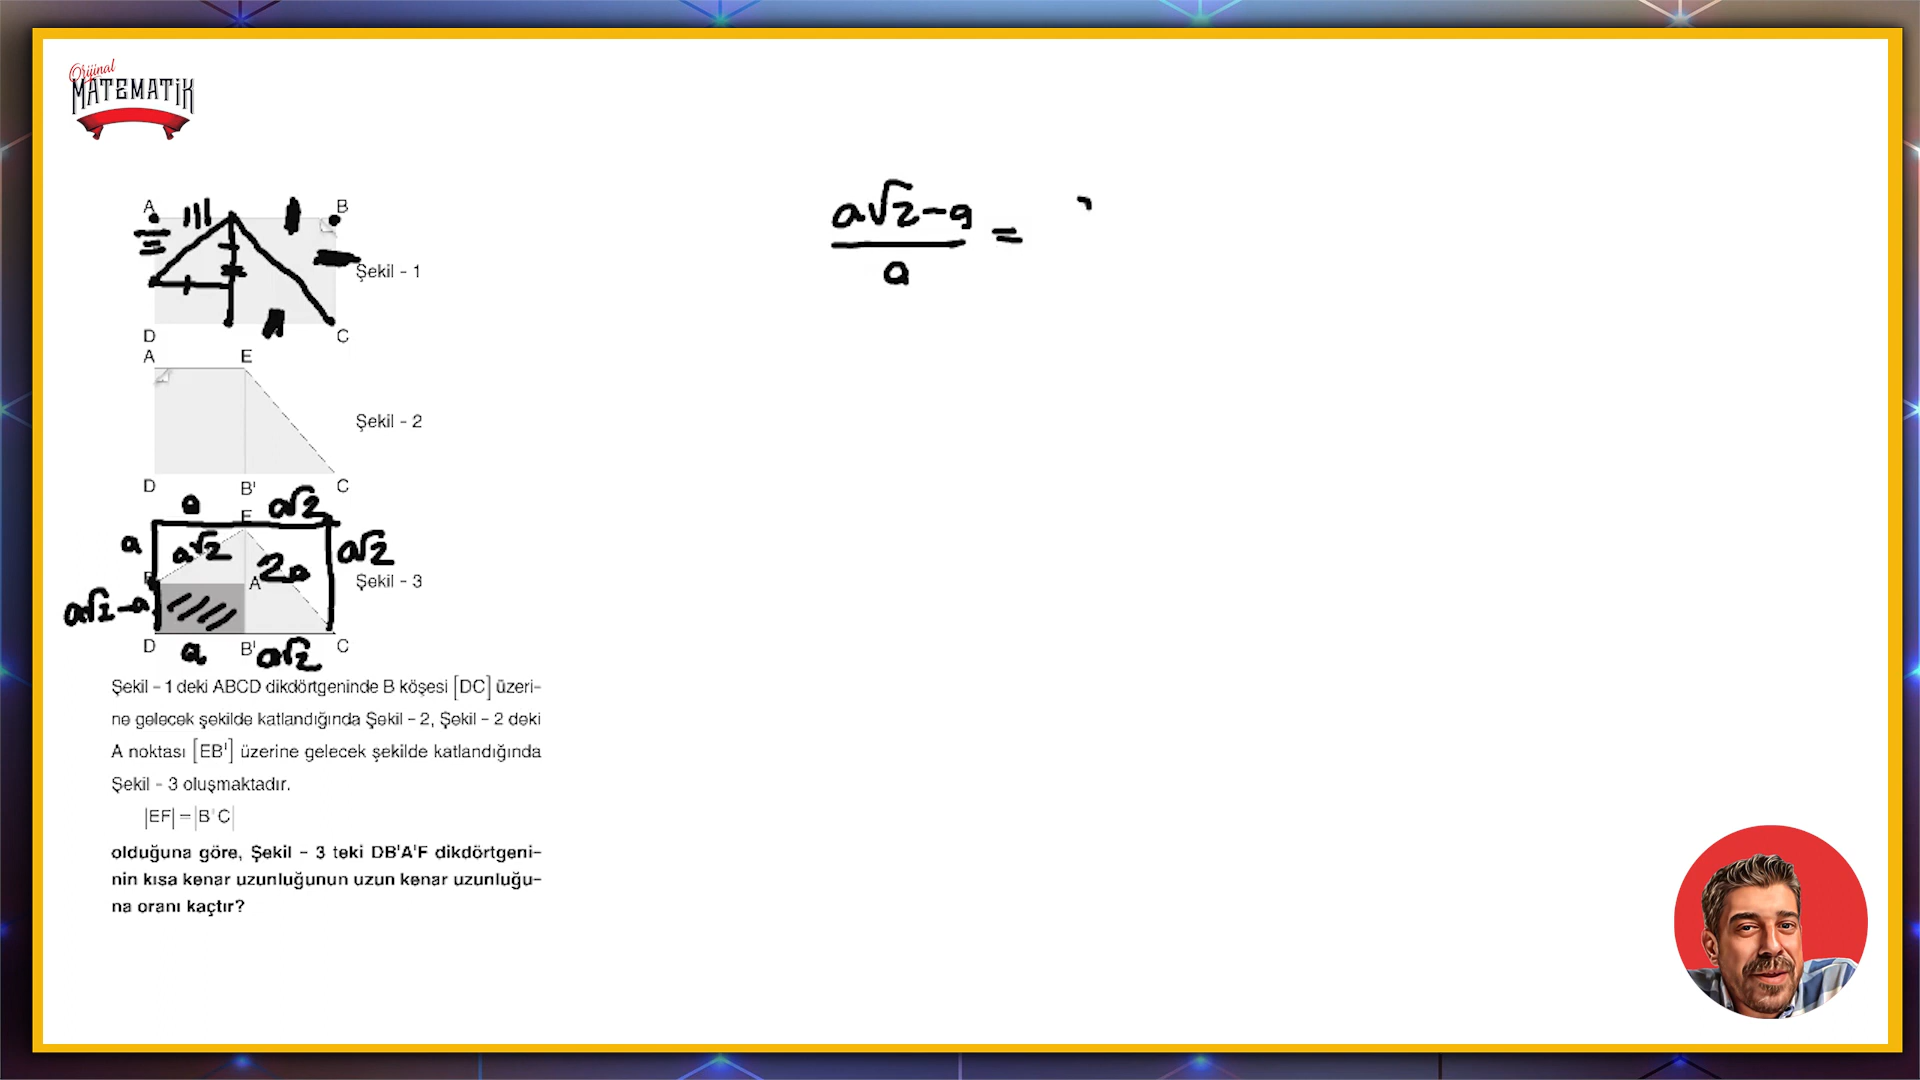 Orijinal
MATEMATİK
A
B
Şekil - 1
D
C
A
E
Şekil - 2
D
B'
C
a
a√2
E
a
a√2
a√2
2a
A'
Şekil - 3
a√2-a
D
B'
C
a
a√2
Şekil - 1 deki ABCD dikdörtgeninde B köşesi [DC] üzeri-
ne gelecek şekilde katlandığında Şekil - 2, Şekil - 2 deki
A noktası [EB'] üzerine gelecek şekilde katlandığında
Şekil - 3 oluşmaktadır.
|EF| = |B'C|
olduğuna göre, Şekil - 3 teki DB'A'F dikdörtgeni-
nin kısa kenar uzunluğunun uzun kenar uzunluğu-
na oranı kaçtır?
a√2-a
=
a